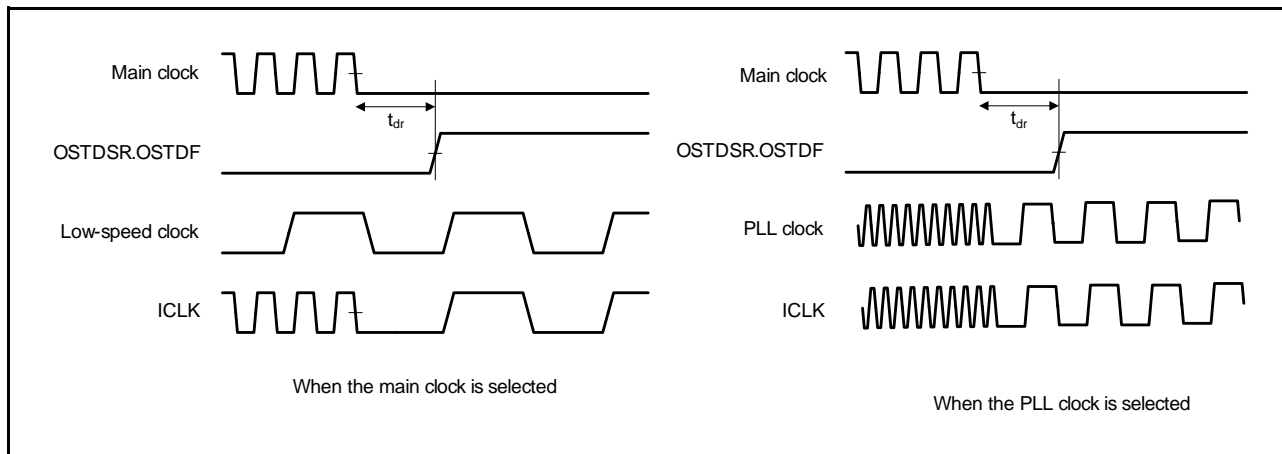 Main clock
t_dr
OSTDSR.OSTDF
Low-speed clock
ICLK
When the main clock is selected
Main clock
t_dr
OSTDSR.OSTDF
PLL clock
ICLK
When the PLL clock is selected